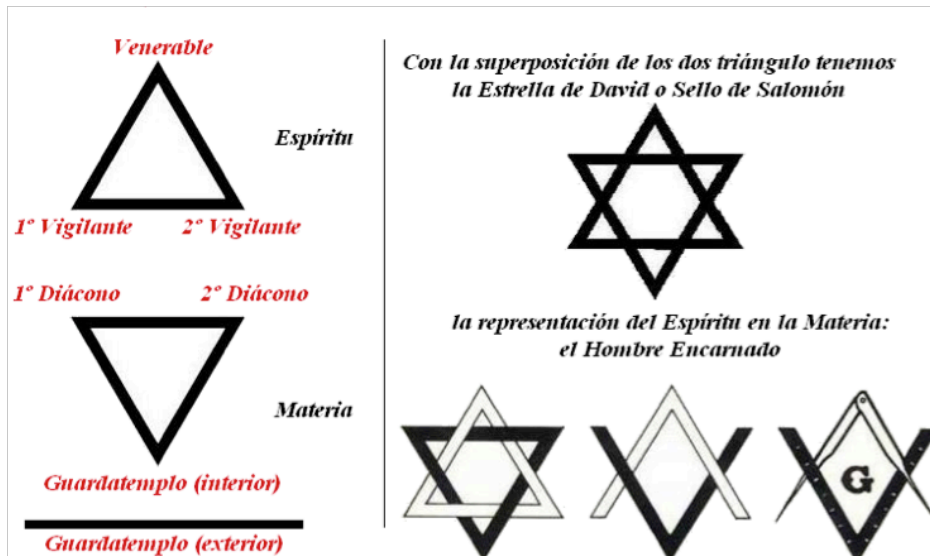 Venerable
Espíritu
1º Vigilante 2º Vigilante
1º Diácono 2º Diácono
Materia
Guardatemplo (interior)
Guardatemplo (exterior)
Con la superposición de los dos triángulo tenemos
la Estrella de David o Sello de Salomón
la representación del Espíritu en la Materia:
el Hombre Encarnado
G